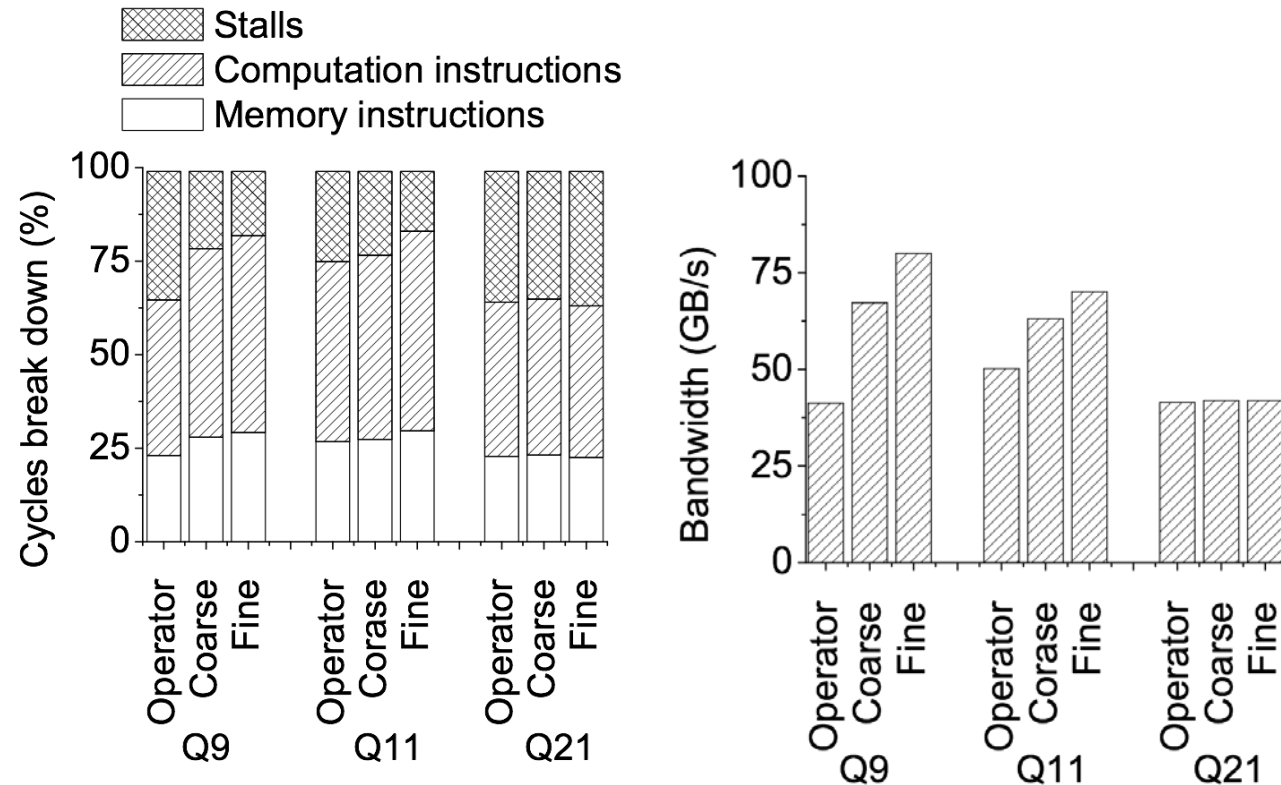 Stalls
Computation instructions
Memory instructions
Cycles break down (%)
100
75
50
25
0
Operator
Coarse
Fine
Operator
Corase
Fine
Operator
Coarse
Fine
Q9
Q11
Q21
Bandwidth (GB/s)
100
75
50
25
0
Operator
Coarse
Fine
Operator
Corase
Fine
Operator
Coarse
Fine
Q9
Q11
Q21